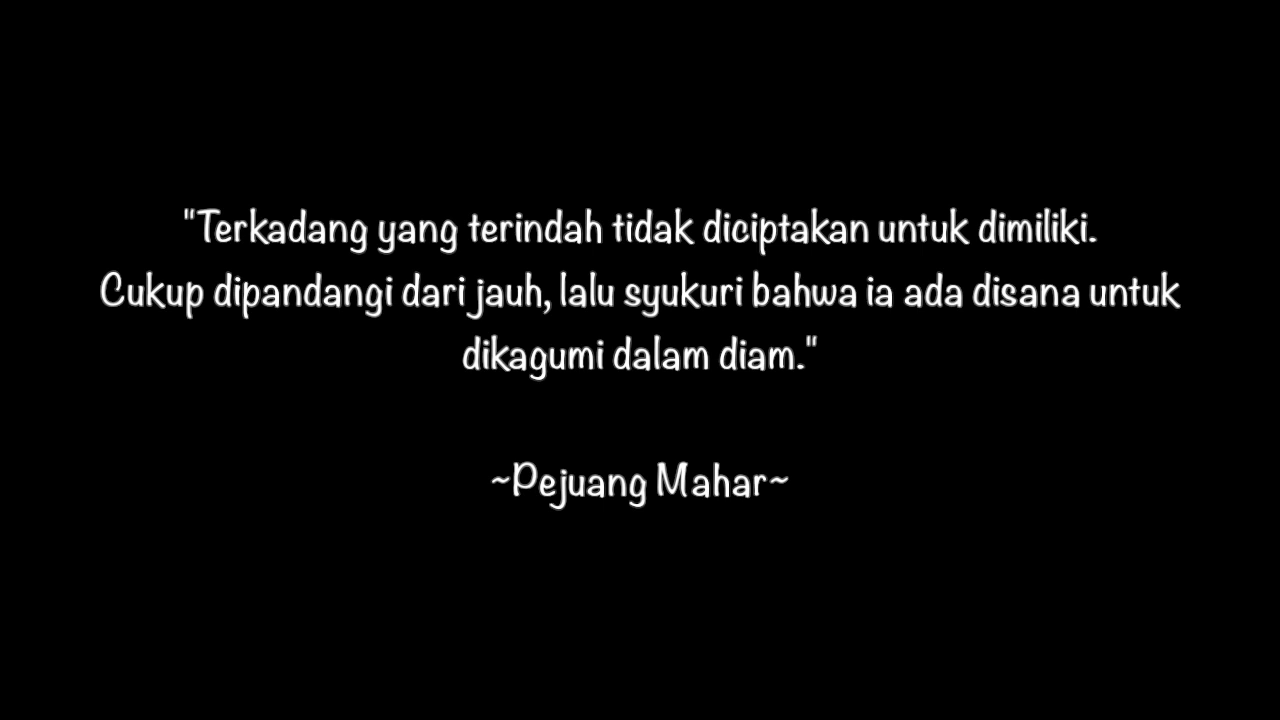 "Terkadang yang terindah tidak diciptakan untuk dimiliki.
Cukup dipandangi dari jauh, lalu syukuri bahwa ia ada disana untuk
dikagumi dalam diam."
~Pejuang Mahar~